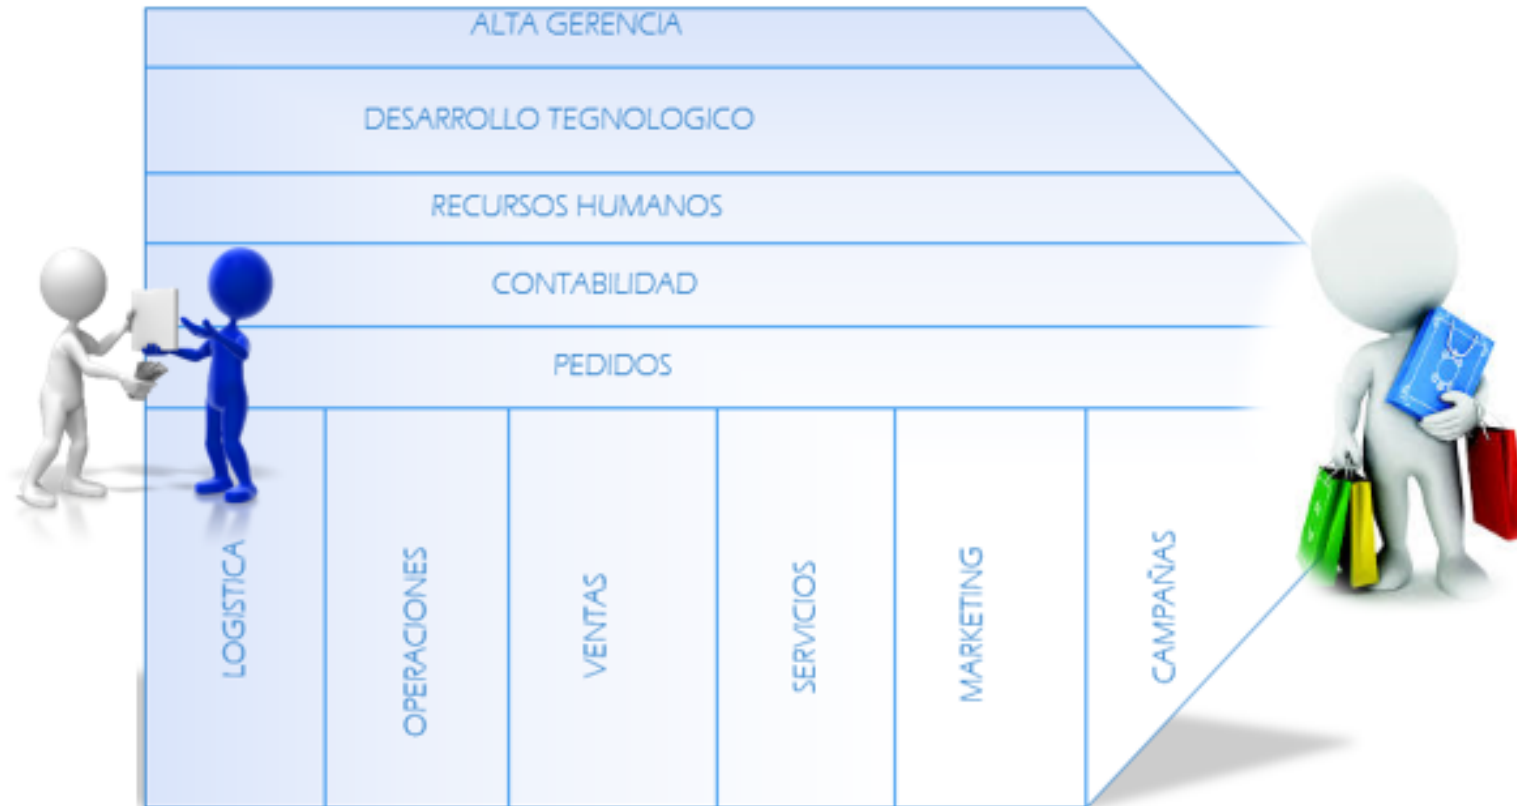 ALTA GERENCIA
DESARROLLO TEGNOLOGICO
RECURSOS HUMANOS
CONTABILIDAD
PEDIDOS
LOGISTICA
OPERACIONES
VENTAS
SERVICIOS
MARKETING
CAMPAÑAS